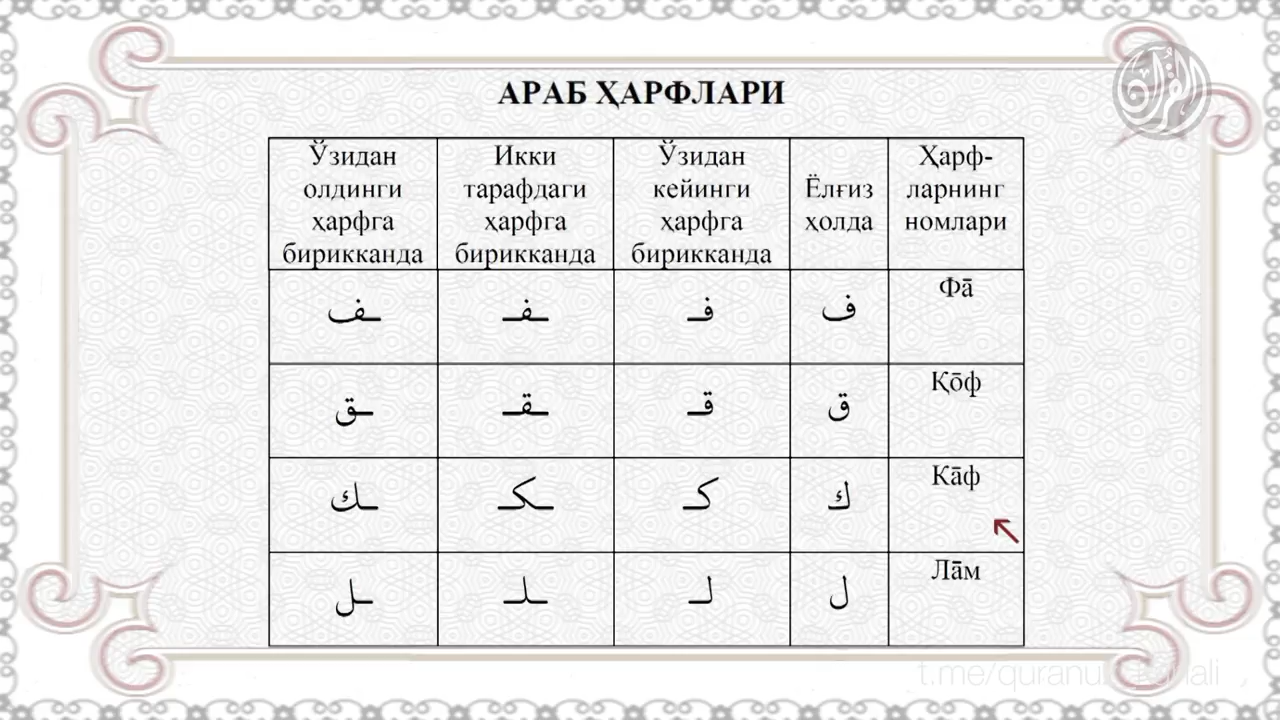 АРАБ ҲАРФЛАРИ
Ўзидан олдинги ҳарфга бирикканда
Икки тарафдаги ҳарфга бирикканда
Ўзидан кейинги ҳарфга бирикканда
Ёлғиз ҳолда
Ҳарф-ларнинг номлари
ـف ـفـ فـ ف Фā
ـق ـقـ قـ ق Қōф
ـك ـكـ كـ ك Кāф
ـل ـلـ لـ ل Лāм